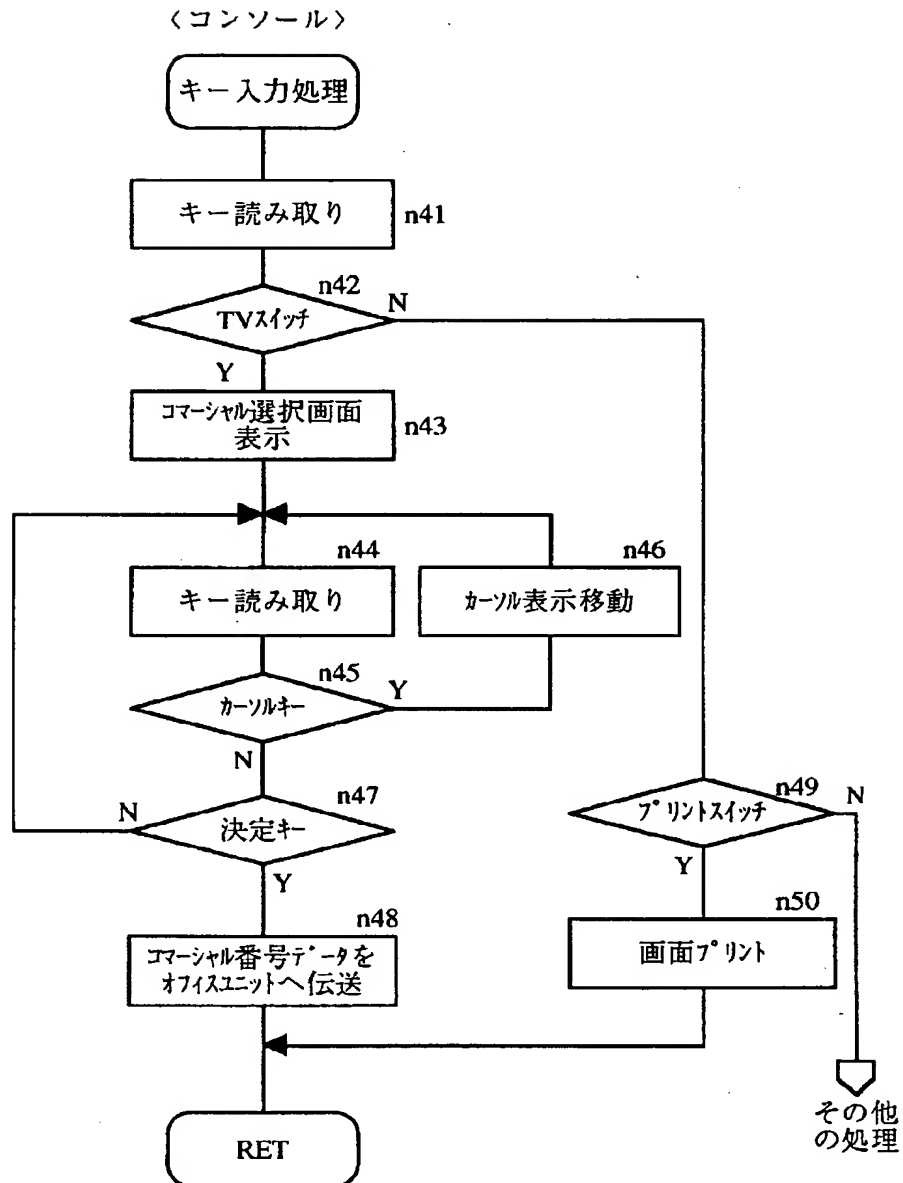 〈コンソール〉
キー入力処理
キー読み取り
n41
n42
TVスイッチ
N
Y
コマーシャル選択画面
表示
n43
n44
キー読み取り
n46
カーソル表示移動
n45
カーソルキー
Y
N
n47
決定キー
N
Y
n49
プリントスイッチ
N
Y
n48
コマーシャル番号データを
オフィスユニットへ伝送
n50
画面プリント
RET
その他
の処理